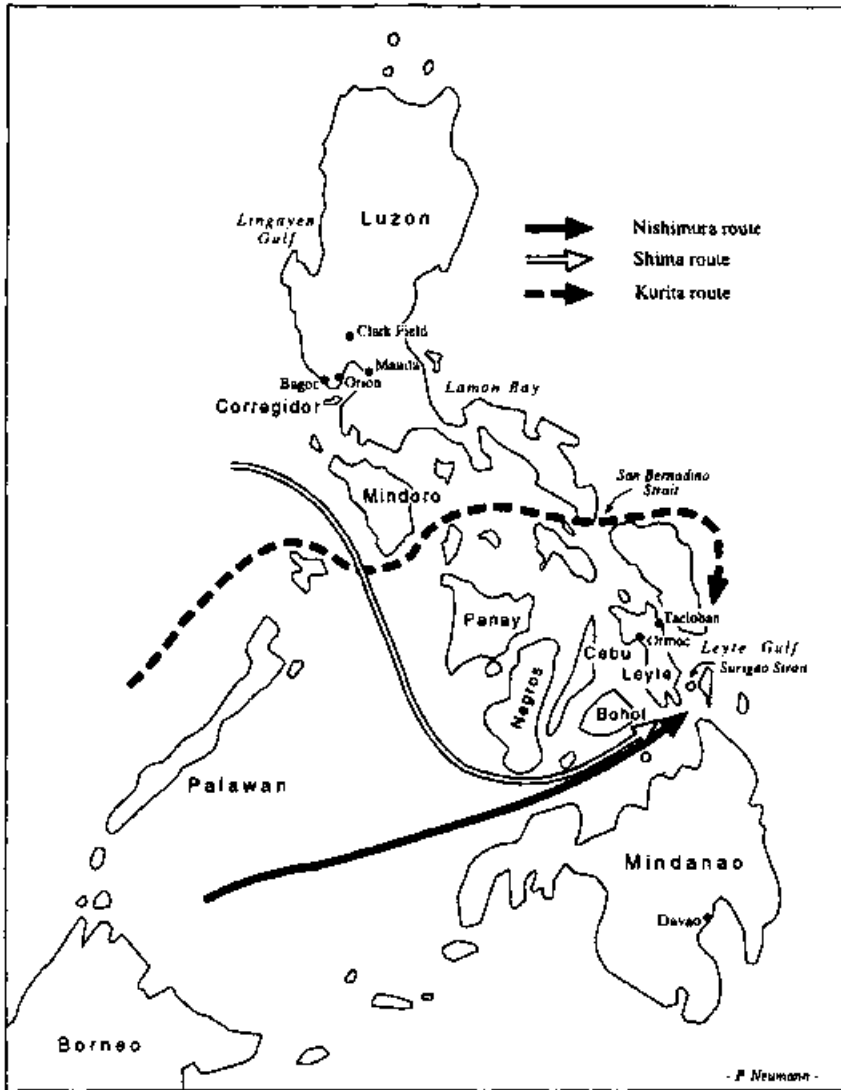 Lingayen
Gulf
Luzon
Nishimura route
Shima route
Kurita route
Clark Field
Manila
Bagac
Orion
Corregidor
Lamon Bay
San Bernadino
Strait
Mindoro
Tacloban
Panay
Ormoc
Leyte Gulf
Cebu
Surigao Strait
Leyte
Negros
Bohol
Palawan
Mindanao
Davao
Borneo
- P Neumann -